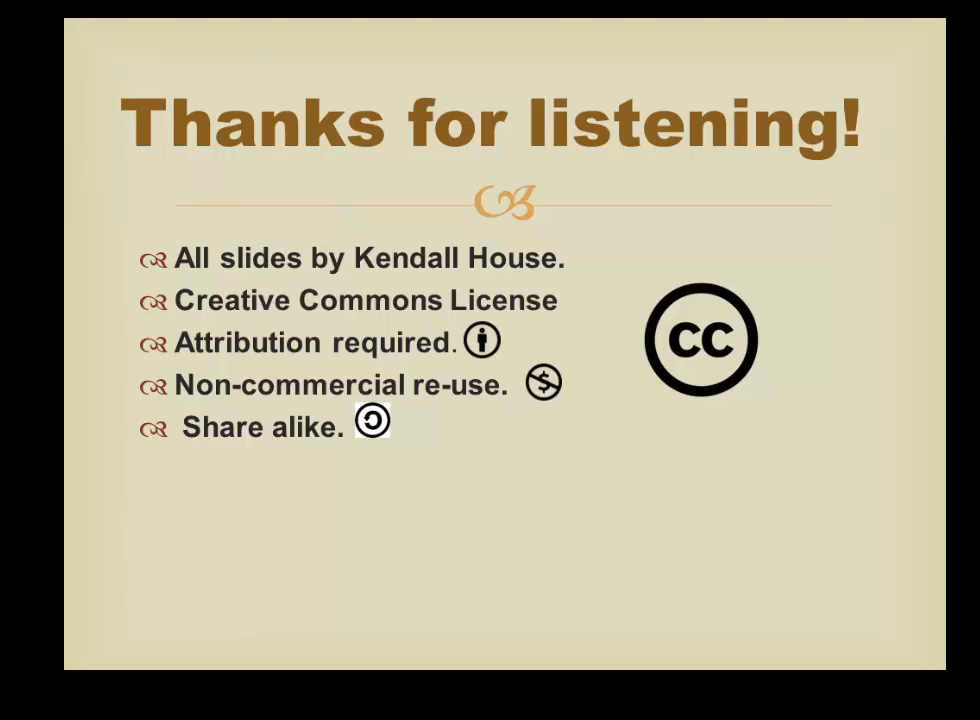 Thanks for listening!
All slides by Kendall House.
Creative Commons License
Attribution required.
Non-commercial re-use.
Share alike.
cc